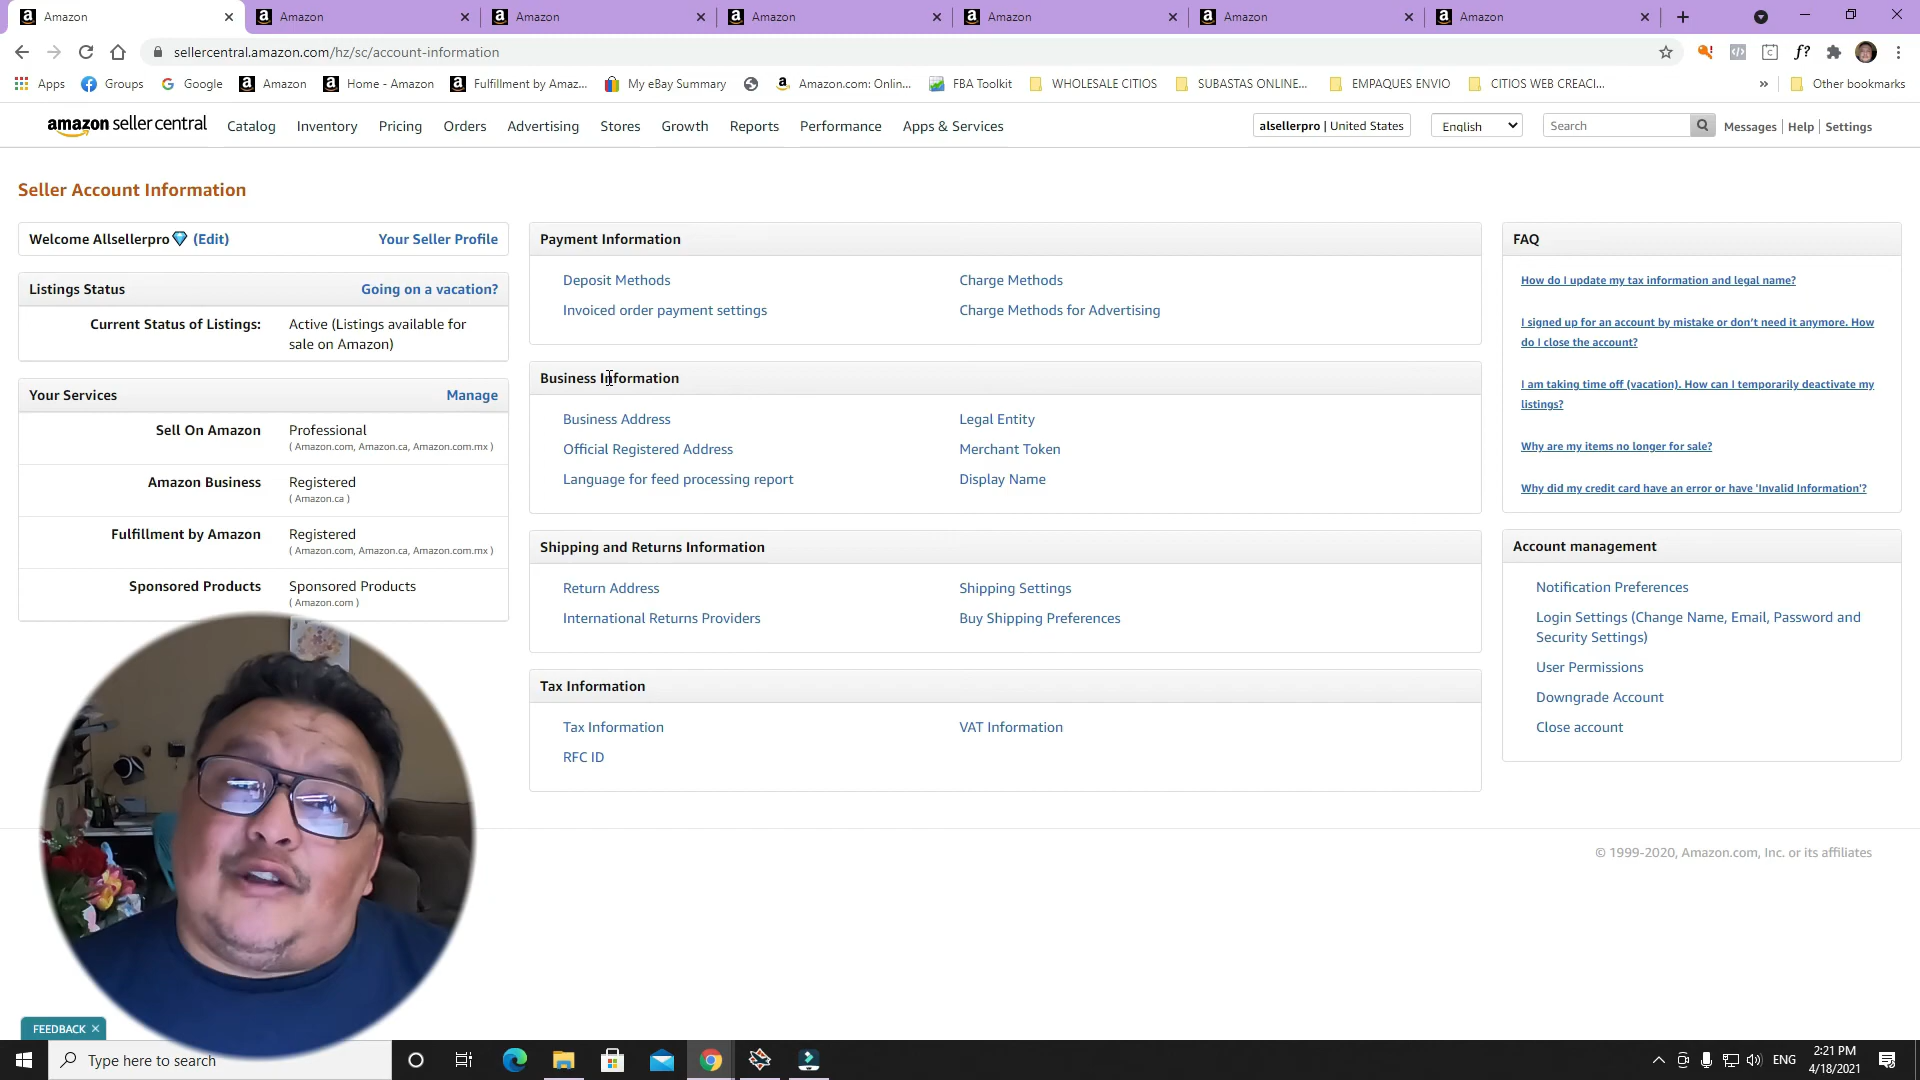 Amazon
Amazon
Amazon
Amazon
Amazon
Amazon
Amazon
sellercentral.amazon.com/hz/sc/account-information
Apps
Groups
Google
Amazon
Home - Amazon
Fulfillment by Amaz...
My eBay Summary
Amazon.com: Onlin...
FBA Toolkit
WHOLESALE CITIOS
SUBASTAS ONLINE...
EMPAQUES ENVIO
CITIOS WEB CREACI...
»
Other bookmarks
amazon seller central
Catalog
Inventory
Pricing
Orders
Advertising
Stores
Growth
Reports
Performance
Apps & Services
alsellerpro | United States
English
Search
Messages | Help | Settings
Seller Account Information
Welcome Allsellerpro (Edit)
Your Seller Profile
Listings Status
Going on a vacation?
Current Status of Listings:
Active (Listings available for
sale on Amazon)
Your Services
Manage
Sell On Amazon
Professional
( Amazon.com, Amazon.ca, Amazon.com.mx )
Amazon Business
Registered
( Amazon.ca )
Fulfillment by Amazon
Registered
( Amazon.com, Amazon.ca, Amazon.com.mx )
Sponsored Products
Sponsored Products
( Amazon.com )
Payment Information
Deposit Methods
Charge Methods
Invoiced order payment settings
Charge Methods for Advertising
Business Information
Business Address
Legal Entity
Official Registered Address
Merchant Token
Language for feed processing report
Display Name
Shipping and Returns Information
Return Address
Shipping Settings
International Returns Providers
Buy Shipping Preferences
Tax Information
Tax Information
VAT Information
RFC ID
FAQ
How do I update my tax information and legal name?
I signed up for an account by mistake or don't need it anymore. How
do I close the account?
I am taking time off (vacation). How can I temporarily deactivate my
listings?
Why are my items no longer for sale?
Why did my credit card have an error or have 'Invalid Information'?
Account management
Notification Preferences
Login Settings (Change Name, Email, Password and
Security Settings)
User Permissions
Downgrade Account
Close account
© 1999-2020, Amazon.com, Inc. or its affiliates
FEEDBACK ×
Type here to search
ENG
2:21 PM
4/18/2021